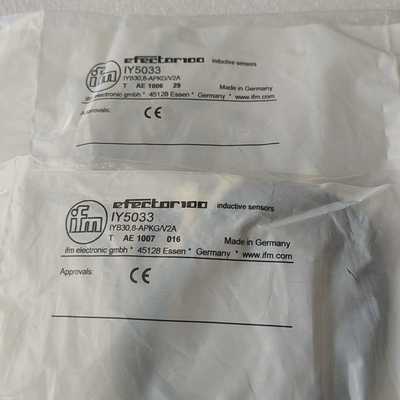 ifm
efector100 inductive sensors
IY5033
IYB30,8-APKG/V2A
T AE 1006 29
Made in Germany
ifm electronic gmbh * 45128 Essen * Germany * www.ifm.com
Approvals:
CE
ifm
efector100 inductive sensors
IY5033
IYB30,8-APKG/V2A
T AE 1007 016
Made in Germany
ifm electronic gmbh * 45128 Essen * Germany * www.ifm.com
Approvals:
CE